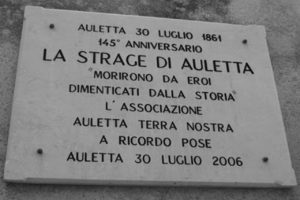 AULETTA 30 LUGLIO 1861
145° ANNIVERSARIO
LA STRAGE DI AULETTA
"MORIRONO DA EROI
DIMENTICATI DALLA STORIA"
L'ASSOCIAZIONE
AULETTA TERRA NOSTRA
A RICORDO POSE
AULETTA 30 LUGLIO 2006